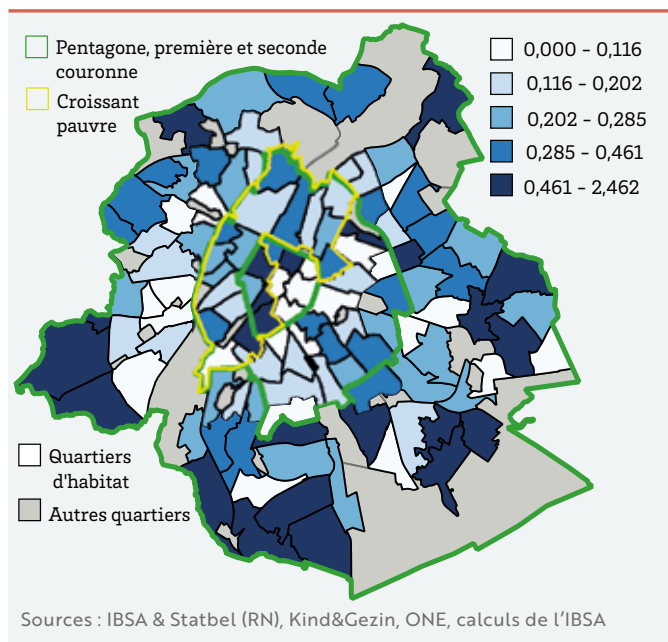 Pentagone, première et seconde
couronne
Croissant
pauvre
0,000 - 0,116
0,116 - 0,202
0,202 - 0,285
0,285 - 0,461
0,461 - 2,462
Quartiers
d'habitat
Autres quartiers
Sources : IBSA & Statbel (RN), Kind&Gezin, ONE, calculs de l'IBSA